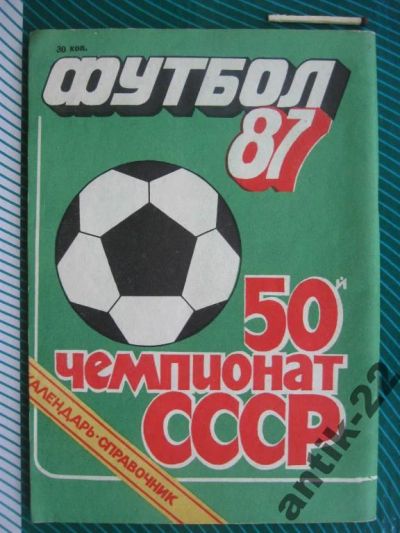 30 коп.
ФУТБОЛ
87
50й
чемпионат
СССР
КАЛЕНДАРЬ-СПРАВОЧНИК
antik-22